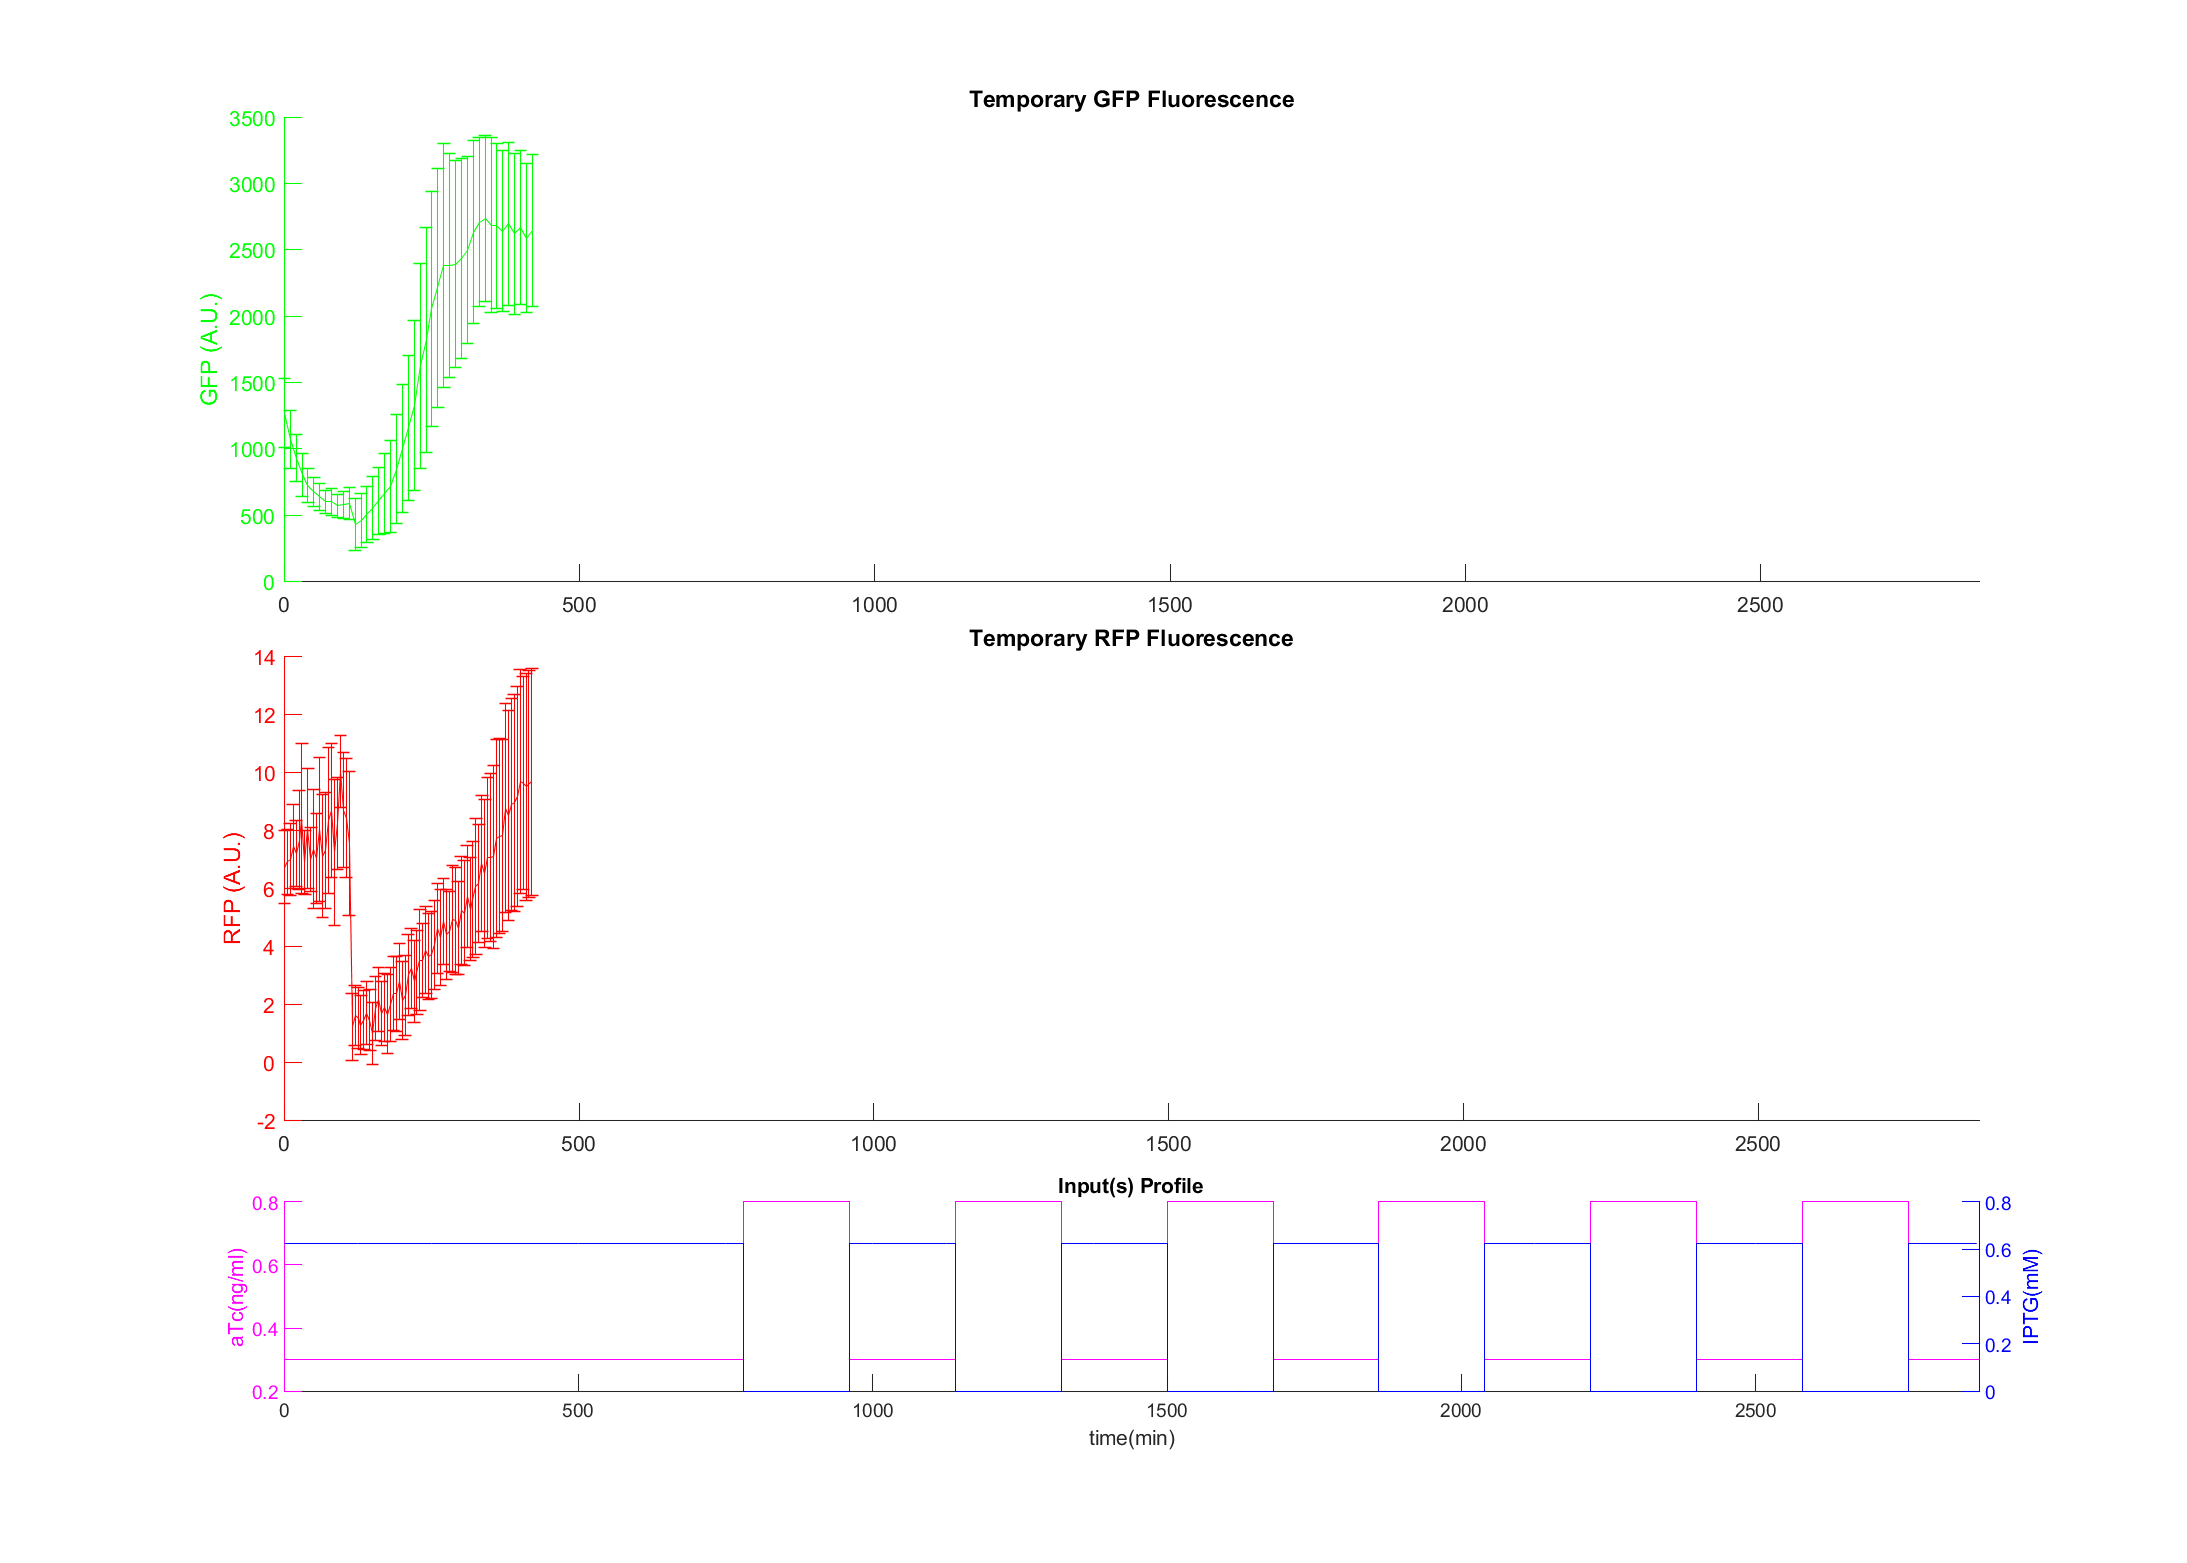 Temporary GFP Fluorescence
GFP (A.U.)
3500
3000
2500
2000
1500
1000
500
0
0 500 1000 1500 2000 2500
Temporary RFP Fluorescence
RFP (A.U.)
14
12
10
8
6
4
2
0
-2
0 500 1000 1500 2000 2500
Input(s) Profile
aTc(ng/ml)
0.8
0.6
0.4
0.2
0.8
0.6
0.4
0.2
0
IPTG(mM)
0 500 1000 1500 2000 2500
time(min)